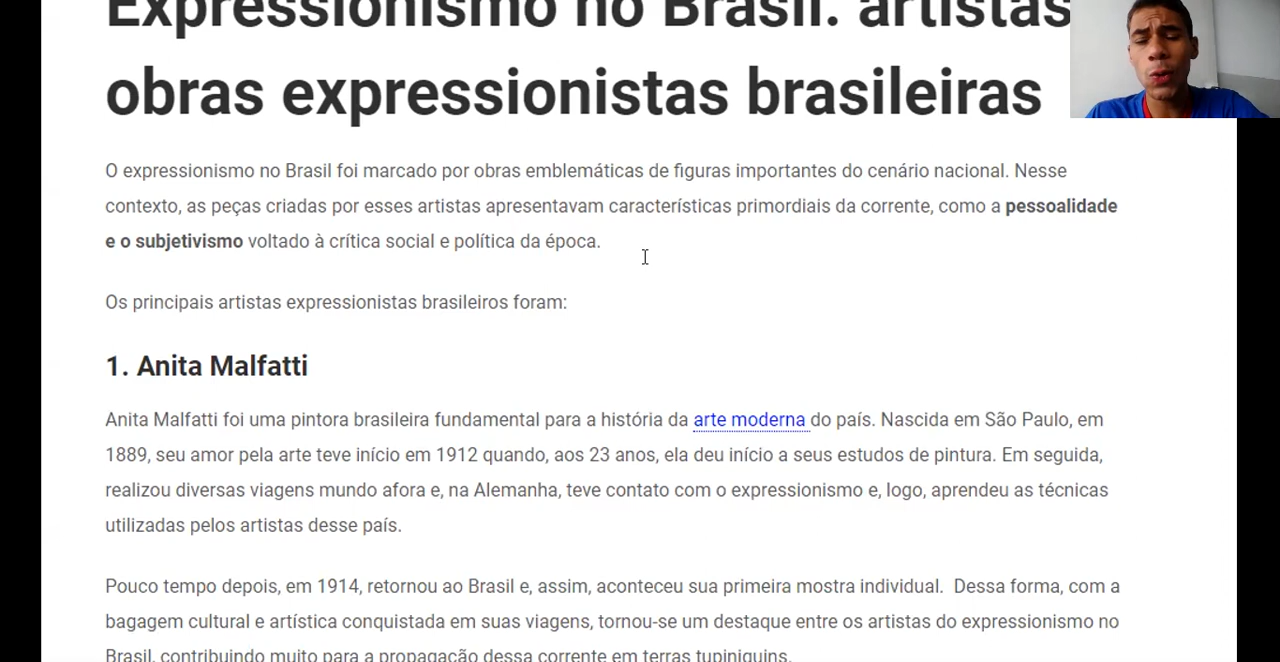 Expressionismo no Brasil: artistas
obras expressionistas brasileiras
O expressionismo no Brasil foi marcado por obras emblemáticas de figuras importantes do cenário nacional. Nesse
contexto, as peças criadas por esses artistas apresentavam características primordiais da corrente, como a pessoalidade
e o subjetivismo voltado à crítica social e política da época.
Os principais artistas expressionistas brasileiros foram:
1. Anita Malfatti
Anita Malfatti foi uma pintora brasileira fundamental para a história da arte moderna do país. Nascida em São Paulo, em
1889, seu amor pela arte teve início em 1912 quando, aos 23 anos, ela deu início a seus estudos de pintura. Em seguida,
realizou diversas viagens mundo afora e, na Alemanha, teve contato com o expressionismo e, logo, aprendeu as técnicas
utilizadas pelos artistas desse país.
Pouco tempo depois, em 1914, retornou ao Brasil e, assim, aconteceu sua primeira mostra individual.  Dessa forma, com a
bagagem cultural e artística conquistada em suas viagens, tornou-se um destaque entre os artistas do expressionismo no
Brasil, contribuindo muito para a propagação dessa corrente em terras tupiniquins.